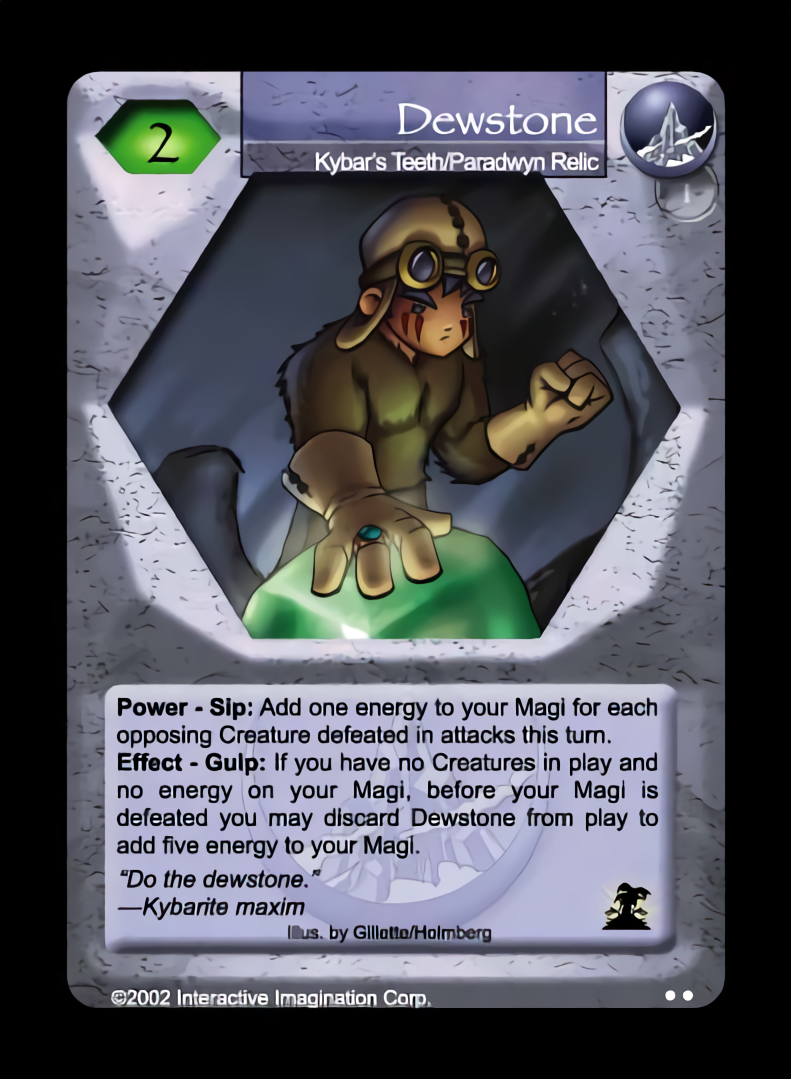 2
Dewstone
Kybar's Teeth/Paradwyn Relic
Power - Sip: Add one energy to your Magi for each
opposing Creature defeated in attacks this turn.
Effect - Gulp: If you have no Creatures in play and
no energy on your Magi, before your Magi is
defeated you may discard Dewstone from play to
add five energy to your Magi.
"Do the dewstone."
—Kybarite maxim
Illus. by Gillotte/Holmberg
©2002 Interactive Imagination Corp.